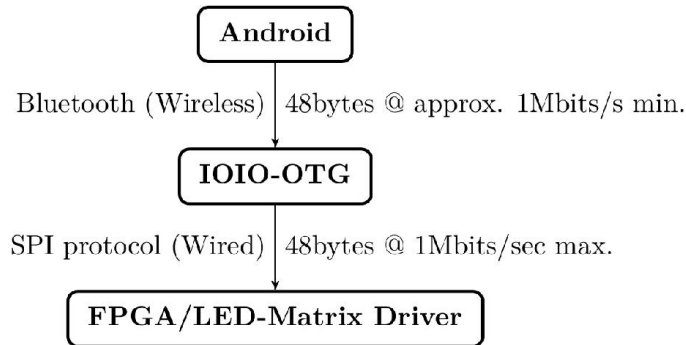 Android
Bluetooth (Wireless) 48bytes @ approx. 1Mbits/s min.
IOIO-OTG
SPI protocol (Wired) 48bytes @ 1Mbits/sec max.
FPGA/LED-Matrix Driver